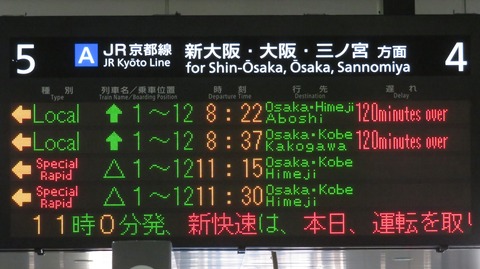 5 A JR京都線 新大阪・大阪・三ノ宮 方面 4
JR Kyōto Line for Shin-Ōsaka, Ōsaka, Sannomiya
種別 列車名/乗車位置 時刻 行先 遅れ
Type Train Name/Boarding Position Departure Time Destination Delay
← Local ↑ 1〜12 8:22 Osaka・Himeji Aboshi 120minutes over
← Local ↑ 1〜12 8:37 Osaka・Kobe Kakogawa 120minutes over
← Special Rapid △ 1〜12 11:15 Osaka・Kobe Himeji
← Special Rapid △ 1〜12 11:30 Osaka・Kobe Himeji
11時0分発、新快速は、本日、運転を取り